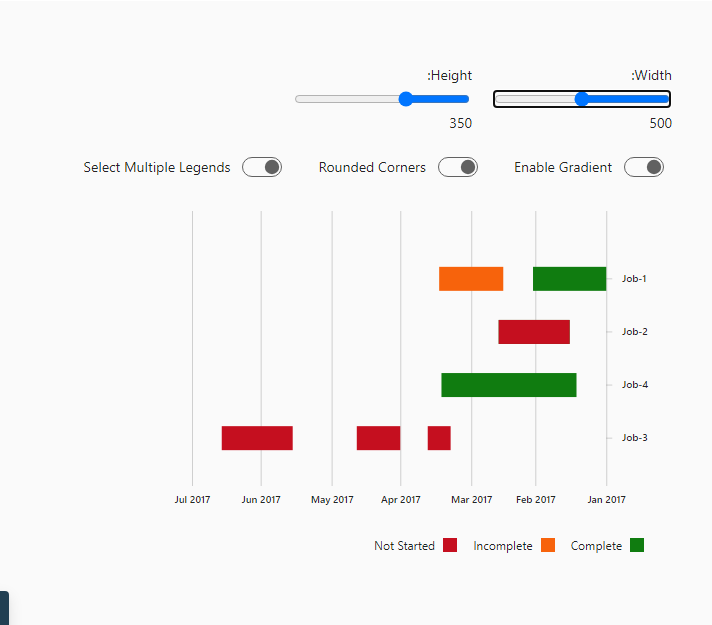 :Height :Width
350 500
Select Multiple Legends Rounded Corners Enable Gradient
Job-1
Job-2
Job-4
Job-3
Jul 2017 Jun 2017 May 2017 Apr 2017 Mar 2017 Feb 2017 Jan 2017
Not Started Incomplete Complete